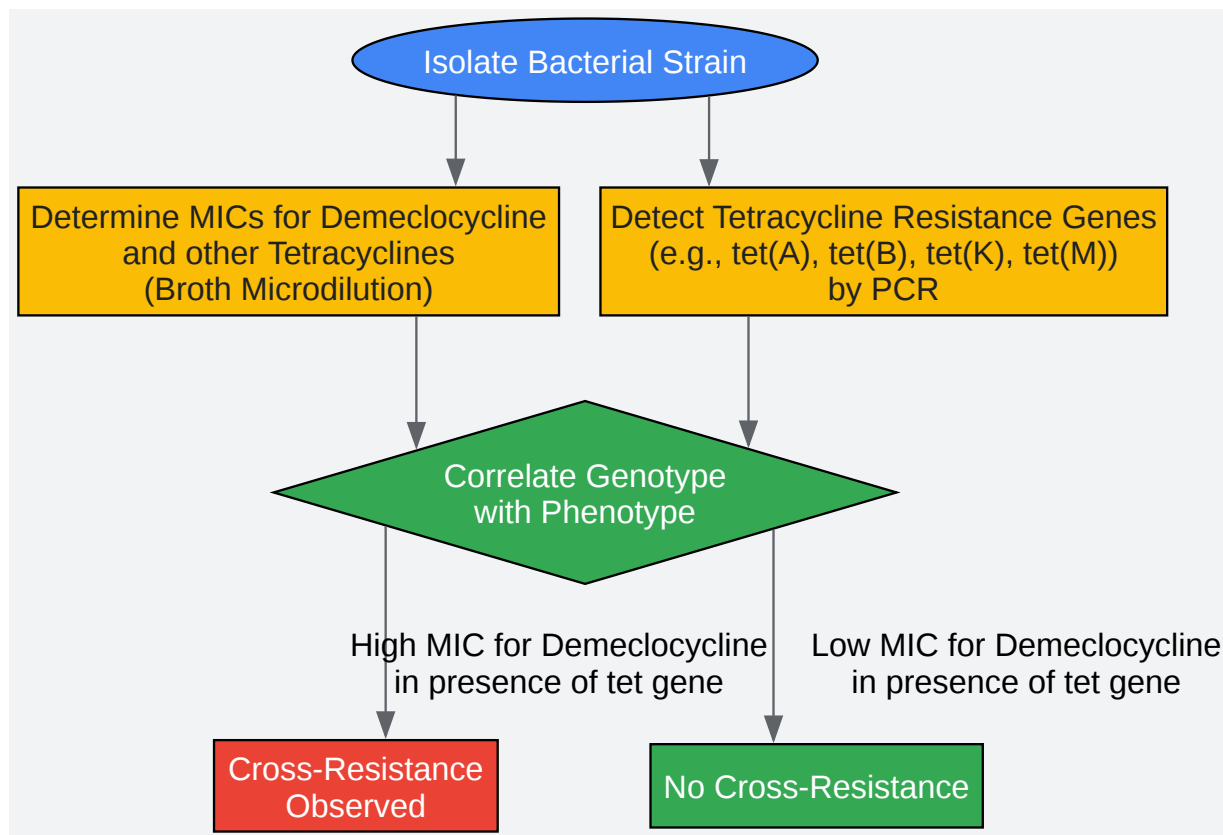 Isolate Bacterial Strain
Determine MICs for Demeclocycline
and other Tetracyclines
(Broth Microdilution)
Detect Tetracycline Resistance Genes
(e.g., tet(A), tet(B), tet(K), tet(M))
by PCR
Correlate Genotype
with Phenotype
High MIC for Demeclocycline
in presence of tet gene
Low MIC for Demeclocycline
in presence of tet gene
Cross-Resistance
Observed
No Cross-Resistance